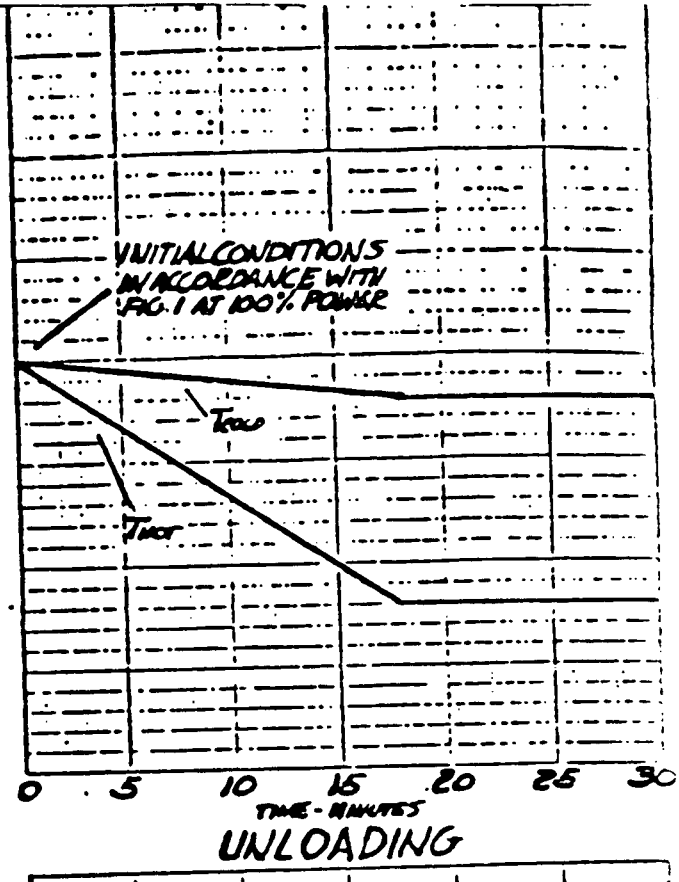 INITIAL CONDITIONS
IN ACCORDANCE WITH
FIG. 1 AT 100% POWER
TCOLD
THOT
0 5 10 15 20 25 30
TIME - MINUTES
UNLOADING